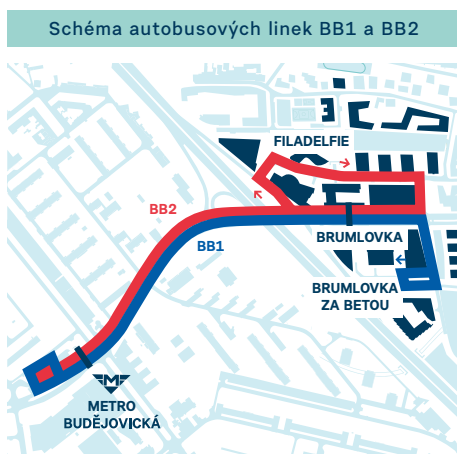 Schéma autobusových linek BB1 a BB2
FILADELFIE
BB2
BB1
BRUMLOVKA
BRUMLOVKA
ZA BETOU
M
METRO
BUDĚJOVICKÁ